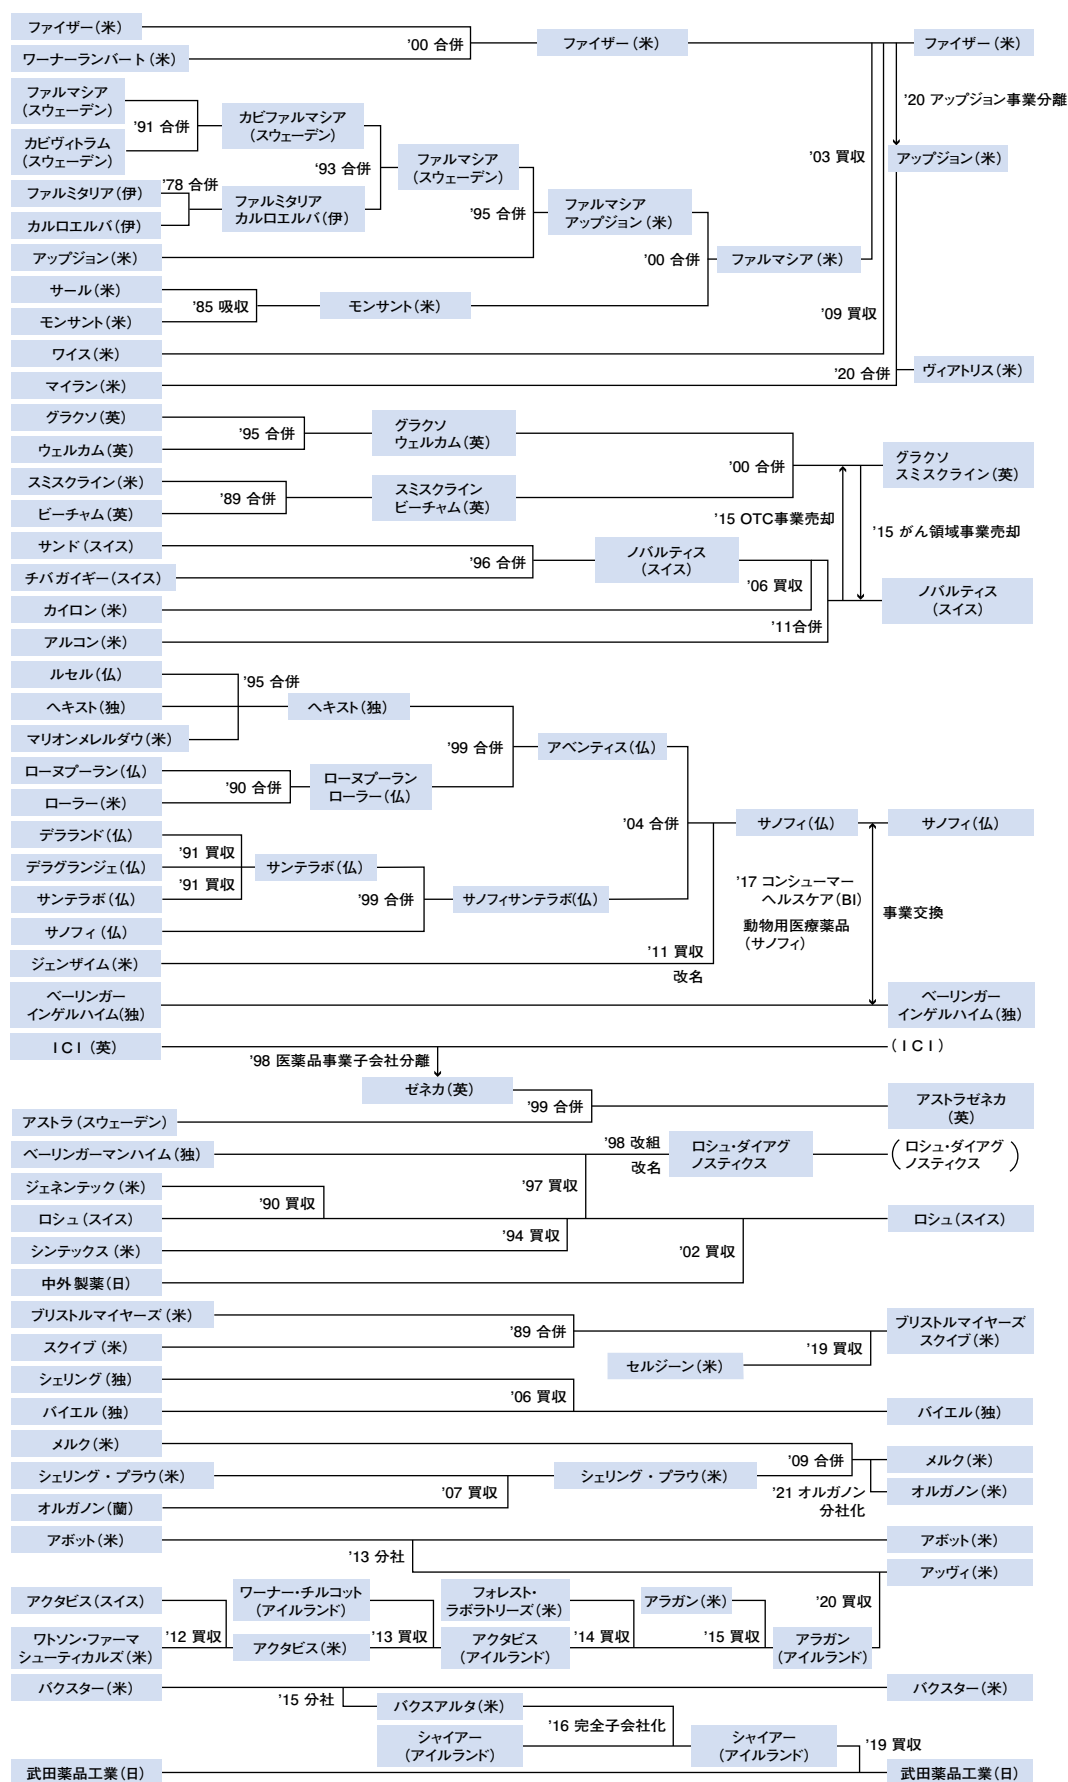 ファイザー（米）
’00 合併
ファイザー（米）
ファイザー（米）
ワーナーランバート（米）
ファルマシア
（スウェーデン）
’91 合併
カビファルマシア
（スウェーデン）
’20 アップジョン事業分離
カビヴィトラム
（スウェーデン）
’93 合併
ファルマシア
（スウェーデン）
’03 買収
アップジョン（米）
ファルミタリア（伊）
’78 合併
ファルミタリア
カルロエルバ（伊）
カルロエルバ（伊）
’95 合併
ファルマシア
アップジョン（米）
アップジョン（米）
’00 合併
ファルマシア（米）
サール（米）
’85 吸収
モンサント（米）
モンサント（米）
’09 買収
ワイス（米）
マイラン（米）
’20 合併
ヴィアトリス（米）
グラクソ（英）
’95 合併
グラクソ
ウェルカム（英）
ウェルカム（英）
’00 合併
グラクソ
スミスクライン（英）
スミスクライン（米）
’89 合併
スミスクライン
ビーチャム（英）
ビーチャム（英）
’15 OTC事業売却
’15 がん領域事業売却
サンド（スイス）
’96 合併
ノバルティス
（スイス）
チバガイギー（スイス）
’06 買収
ノバルティス
（スイス）
カイロン（米）
’11合併
アルコン（米）
ルセル（仏）
’95 合併
ヘキスト（独）
ヘキスト（独）
マリオンメレルダウ（米）
’99 合併
アベンティス（仏）
ローヌプーラン（仏）
’90 合併
ローヌプーラン
ローラー（仏）
ローラー（米）
’04 合併
サノフィ（仏）
サノフィ（仏）
デラランド（仏）
’91 買収
デラグランジェ（仏）
サンテラボ（仏）
’91 買収
サンテラボ（仏）
’99 合併
サノフィサンテラボ（仏）
’17 コンシューマー
ヘルスケア（BI）
動物用医療薬品
（サノフィ）
事業交換
サノフィ（仏）
ジェンザイム（米）
’11 買収
改名
ベーリンガー
インゲルハイム（独）
ベーリンガー
インゲルハイム（独）
ＩＣＩ（英）
（ＩＣＩ）
’98 医薬品事業子会社分離
ゼネカ（英）
’99 合併
アストラゼネカ
（英）
アストラ（スウェーデン）
ベーリンガーマンハイム（独）
’98 改組
改名
ロシュ・ダイアグ
ノスティクス
（ロシュ・ダイアグ
ノスティクス）
ジェネンテック（米）
’90 買収
’97 買収
ロシュ（スイス）
ロシュ（スイス）
シンテックス（米）
’94 買収
’02 買収
中外製薬（日）
ブリストルマイヤーズ（米）
’89 合併
ブリストルマイヤーズ
スクイブ（米）
スクイブ（米）
セルジーン（米）
’19 買収
シェリング（独）
’06 買収
バイエル（独）
バイエル（独）
メルク（米）
’09 合併
メルク（米）
シェリング・プラウ（米）
’07 買収
シェリング・プラウ（米）
オルガノン（蘭）
’21 オルガノン
分社化
オルガノン（米）
アボット（米）
アボット（米）
’13 分社
アッヴィ（米）
アクタビス（スイス）
ワーナー・チルコット
（アイルランド）
フォレスト・
ラボラトリーズ（米）
アラガン（米）
’20 買収
ワトソン・ファーマ
シューティカルズ（米）
’12 買収
アクタビス（米）
’13 買収
アクタビス
（アイルランド）
’14 買収
’15 買収
アラガン
（アイルランド）
バクスター（米）
バクスター（米）
’15 分社
バクスアルタ（米）
’16 完全子会社化
シャイアー
（アイルランド）
シャイアー
（アイルランド）
’19 買収
武田薬品工業（日）
武田薬品工業（日）